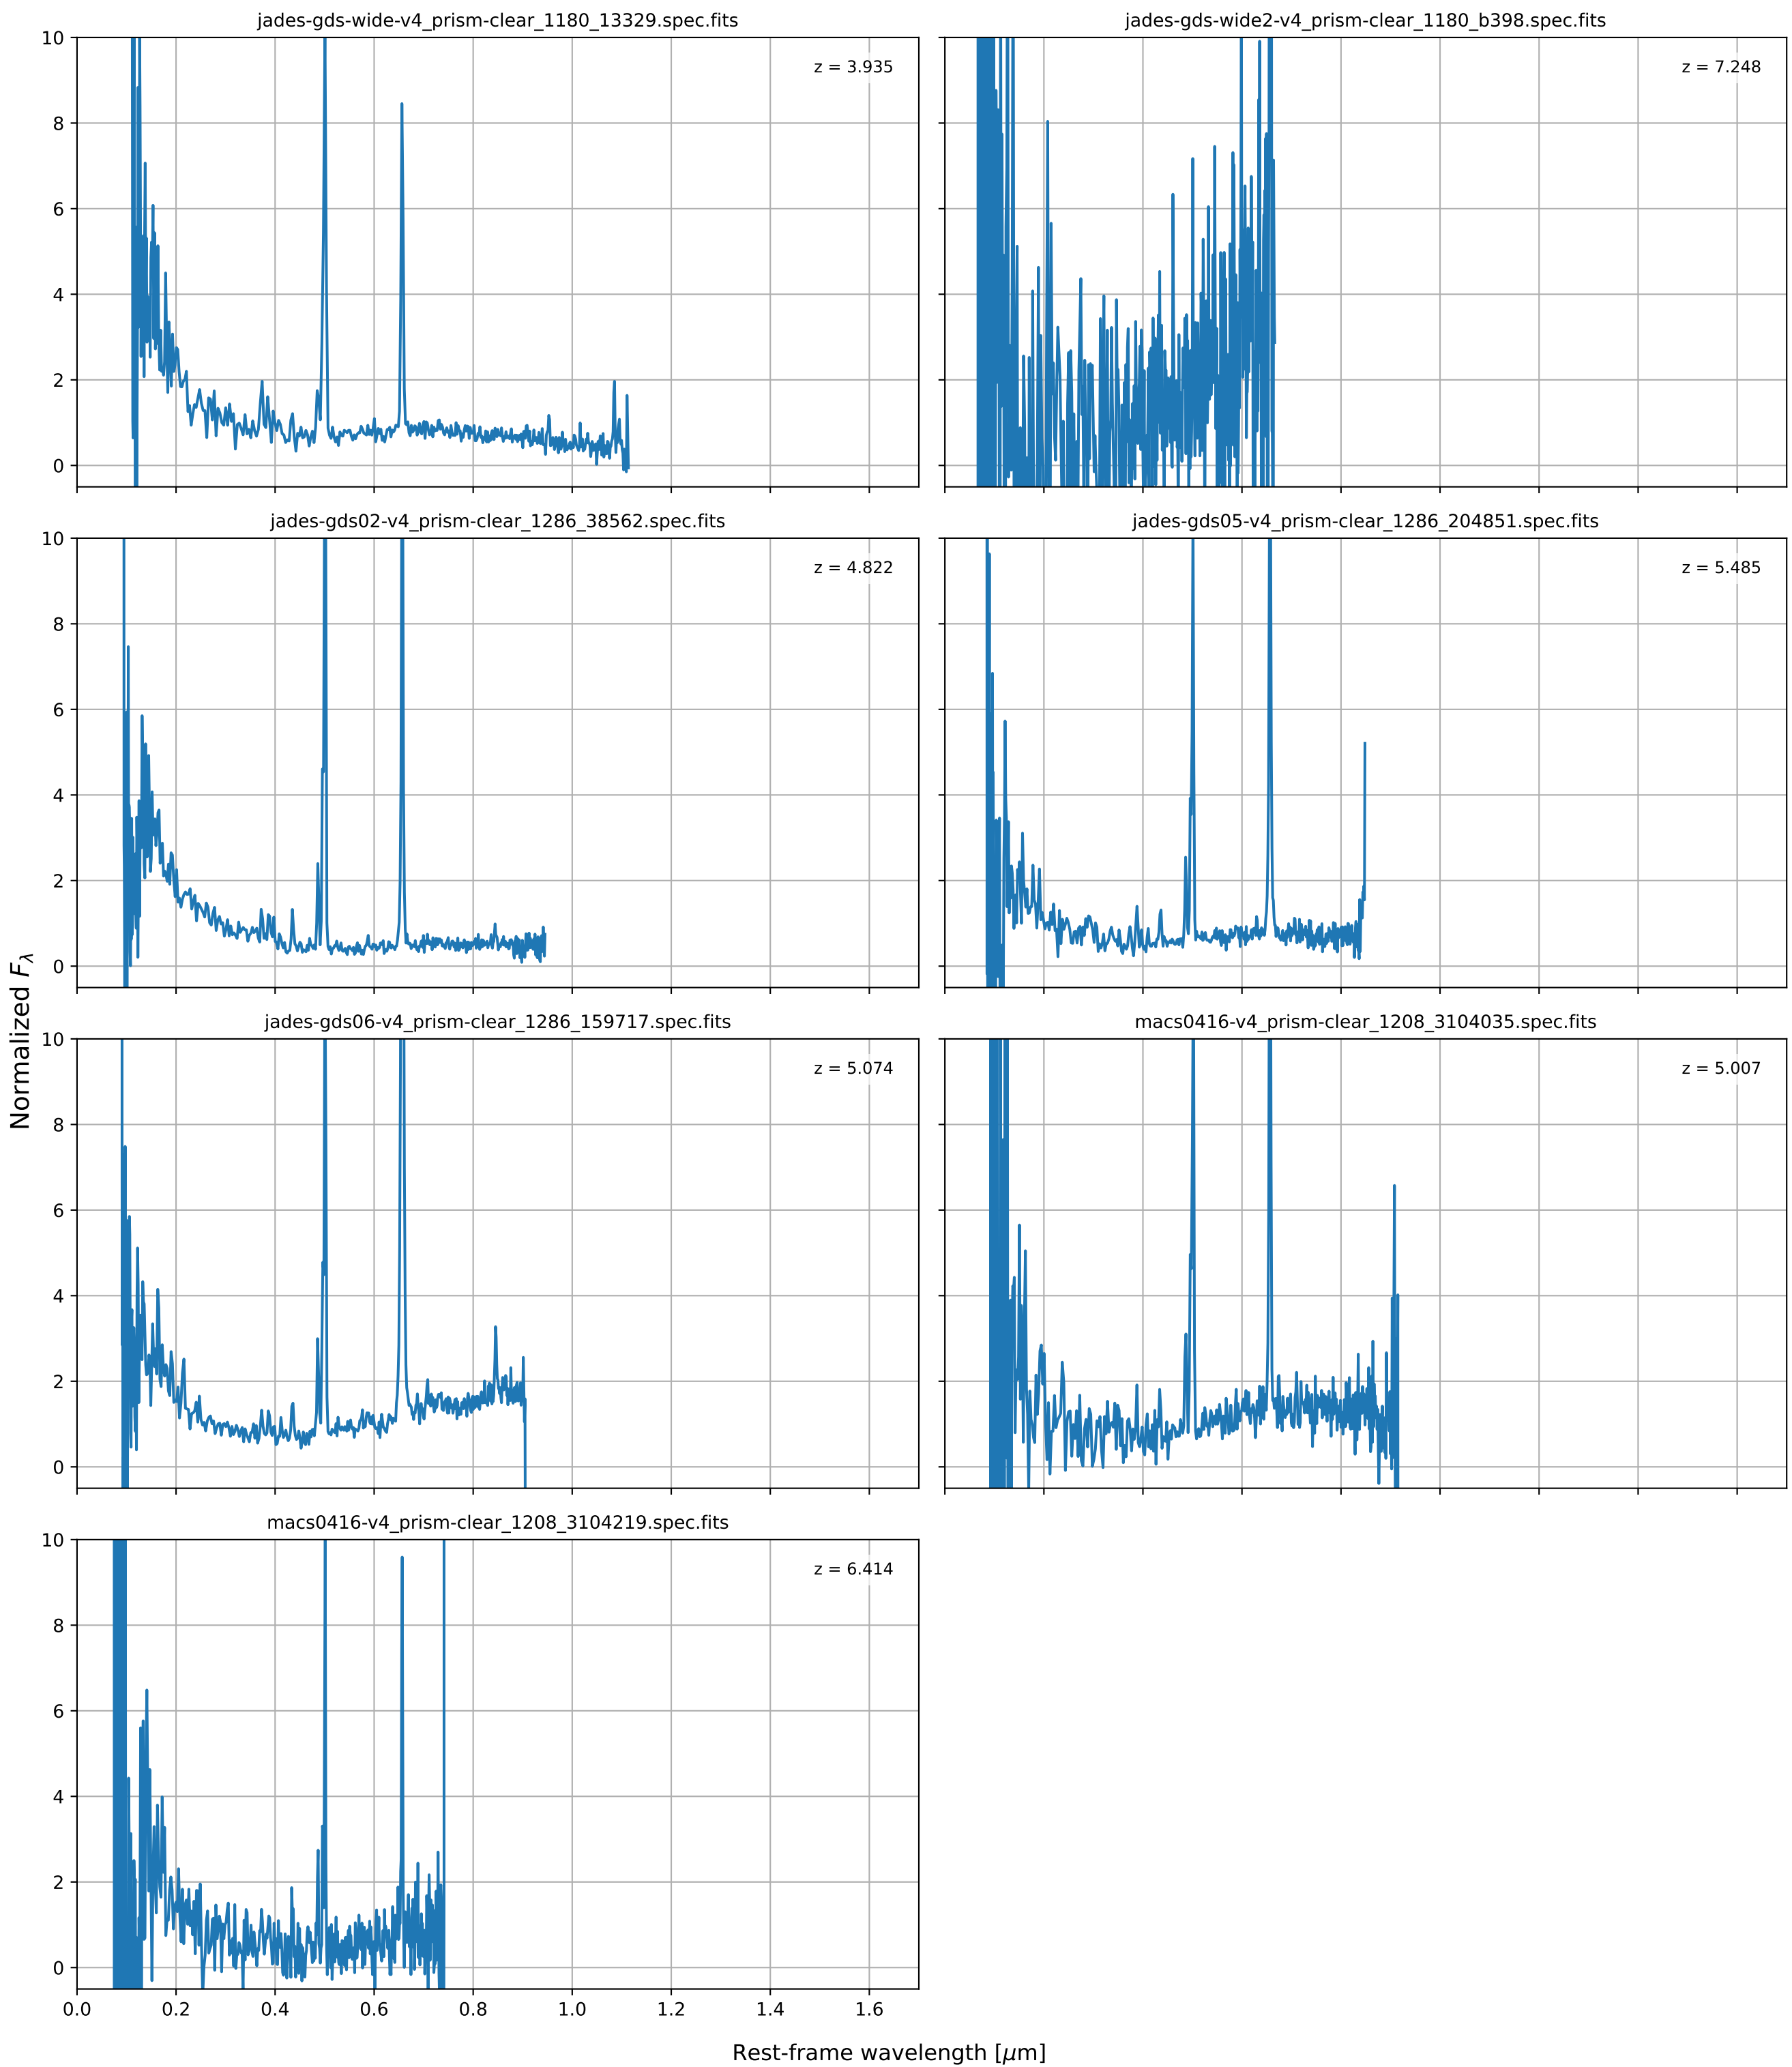 jades-gds-wide-v4_prism-clear_1180_13329.spec.fits
z = 3.935
10
8
6
4
2
0
jades-gds-wide2-v4_prism-clear_1180_b398.spec.fits
z = 7.248
jades-gds02-v4_prism-clear_1286_38562.spec.fits
z = 4.822
10
8
6
4
2
0
jades-gds05-v4_prism-clear_1286_204851.spec.fits
z = 5.485
Normalized Fλ
jades-gds06-v4_prism-clear_1286_159717.spec.fits
z = 5.074
10
8
6
4
2
0
macs0416-v4_prism-clear_1208_3104035.spec.fits
z = 5.007
macs0416-v4_prism-clear_1208_3104219.spec.fits
z = 6.414
10
8
6
4
2
0
0.0 0.2 0.4 0.6 0.8 1.0 1.2 1.4 1.6
Rest-frame wavelength [μm]